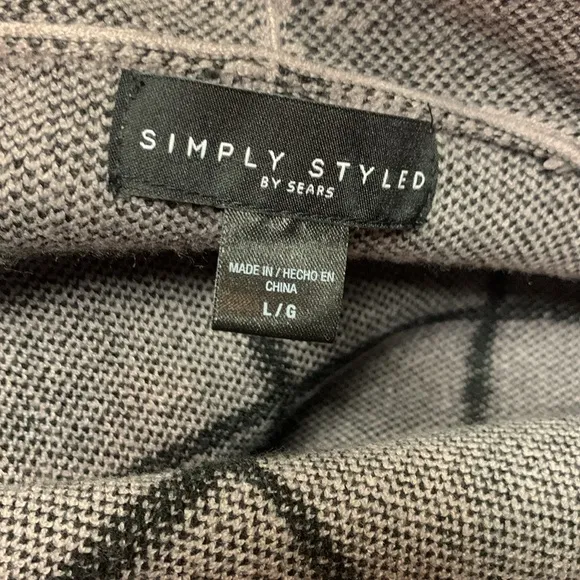 SIMPLY STYLED
BY SEARS
MADE IN / HECHO EN
CHINA
L/G